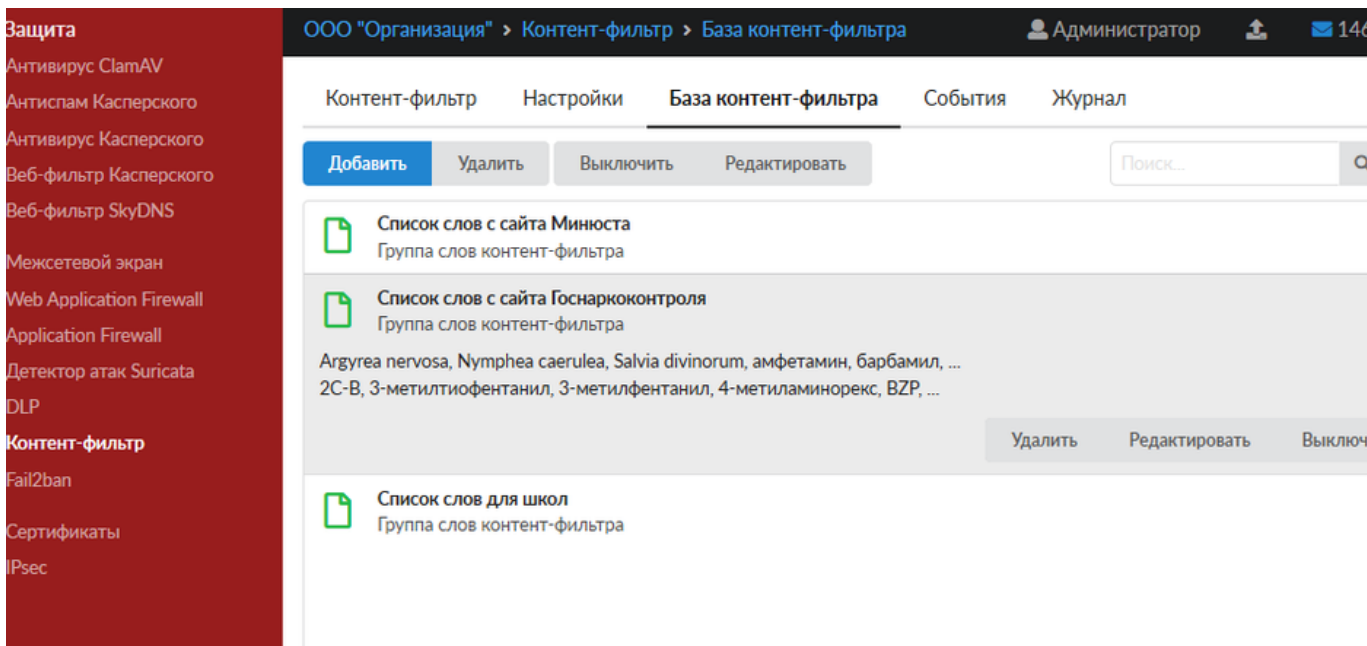 Защита
Антивирус ClamAV
Антиспам Касперского
Антивирус Касперского
Веб-фильтр Касперского
Веб-фильтр SkyDNS
Межсетевой экран
Web Application Firewall
Application Firewall
Детектор атак Suricata
DLP
Контент-фильтр
Fail2ban
Сертификаты
IPsec
ООО "Организация" > Контент-фильтр > База контент-фильтра Администратор 146
Контент-фильтр Настройки База контент-фильтра События Журнал
Добавить Удалить Выключить Редактировать Поиск...
Список слов с сайта Минюста
Группа слов контент-фильтра
Список слов с сайта Госнаркоконтроля
Группа слов контент-фильтра
Argyrea nervosa, Nymphea caerulea, Salvia divinorum, амфетамин, барбамил, ...
2C-B, 3-метилтиофентанил, 3-метилфентанил, 4-метиламинорекс, BZP, ...
Удалить Редактировать Выключ
Список слов для школ
Группа слов контент-фильтра